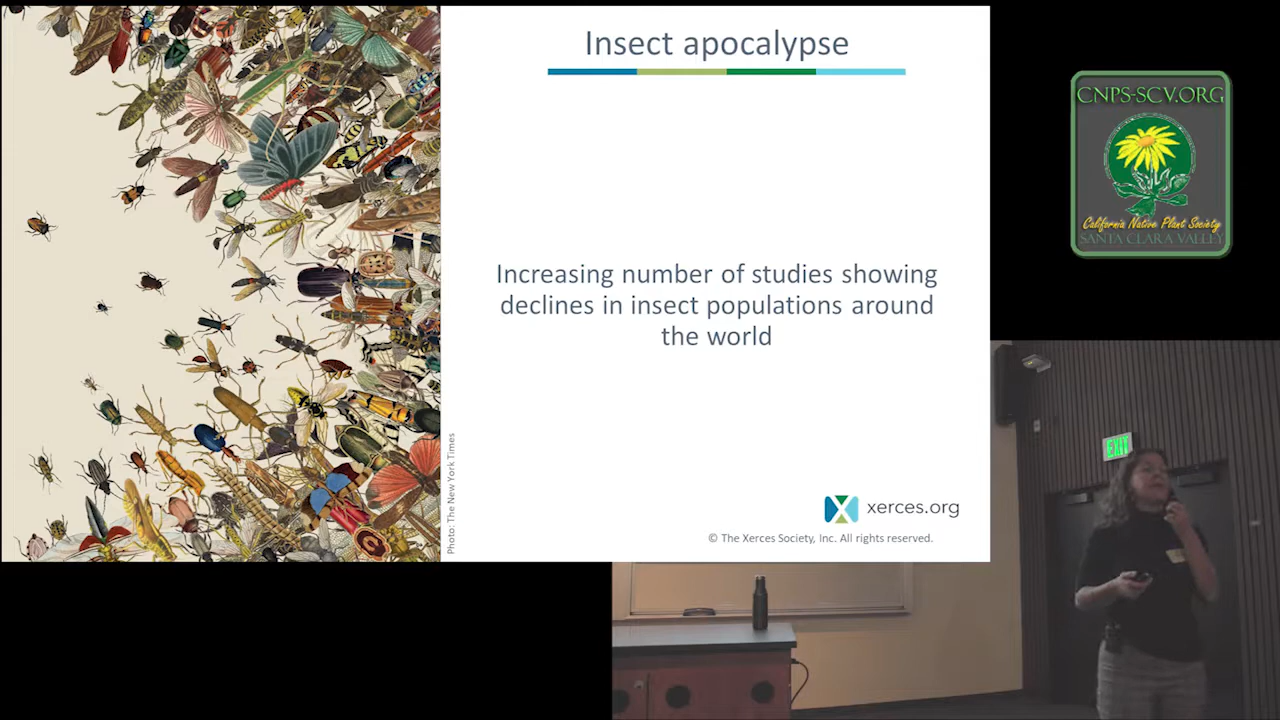 Insect apocalypse
Increasing number of studies showing
declines in insect populations around
the world
Photo: The New York Times
xerces.org
© The Xerces Society, Inc. All rights reserved.
CNPS-SCV.ORG
California Native Plant Society
SANTA CLARA VALLEY
EXIT